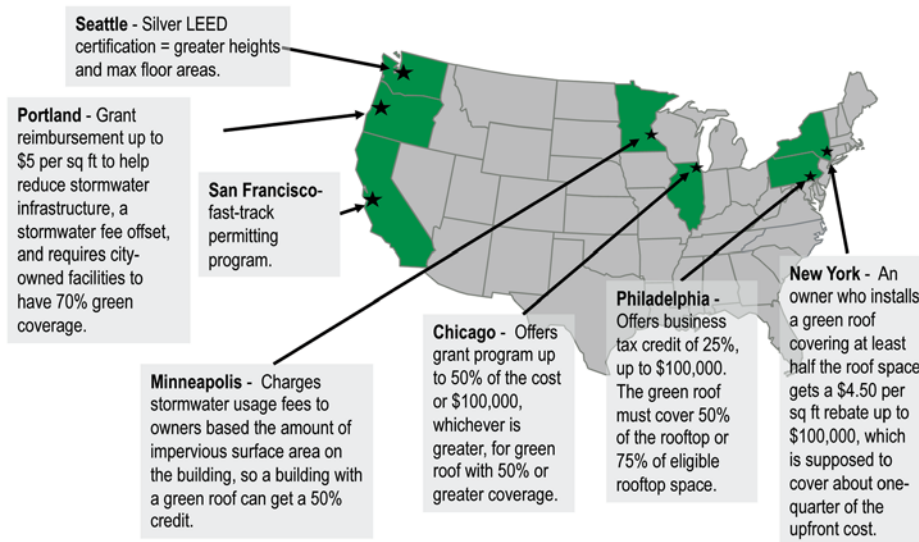 Seattle - Silver LEED
certification = greater heights
and max floor areas.
Portland - Grant
reimbursement up to
$5 per sq ft to help
reduce stormwater
infrastructure, a
stormwater fee offset,
and requires city-
owned facilities to
have 70% green
coverage.
San Francisco-
fast-track
permitting
program.
Minneapolis - Charges
stormwater usage fees to
owners based the amount of
impervious surface area on
the building, so a building with
a green roof can get a 50%
credit.
Chicago - Offers
grant program up
to 50% of the cost
or $100,000,
whichever is
greater, for green
roof with 50% or
greater coverage.
Philadelphia -
Offers business
tax credit of 25%,
up to $100,000.
The green roof
must cover 50%
of the rooftop or
75% of eligible
rooftop space.
New York - An
owner who installs
a green roof
covering at least
half the roof space
gets a $4.50 per
sq ft rebate up to
$100,000, which
is supposed to
cover about one-
quarter of the
upfront cost.